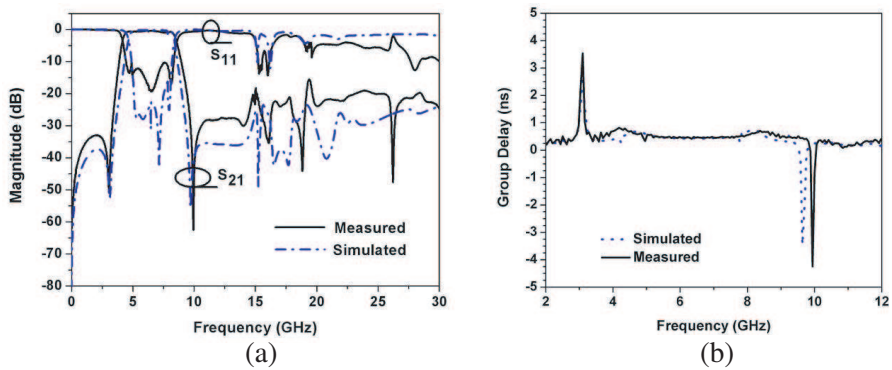 0
-10
-20
-30
-40
-50
-60
-70
-80
Magnitude (dB)
S11
S21
Measured
Simulated
0 5 10 15 20 25 30
Frequency (GHz)
(a)
5
4
3
2
1
0
-1
-2
-3
-4
-5
Group Delay (ns)
Simulated
Measured
2 4 6 8 10 12
Frequency (GHz)
(b)